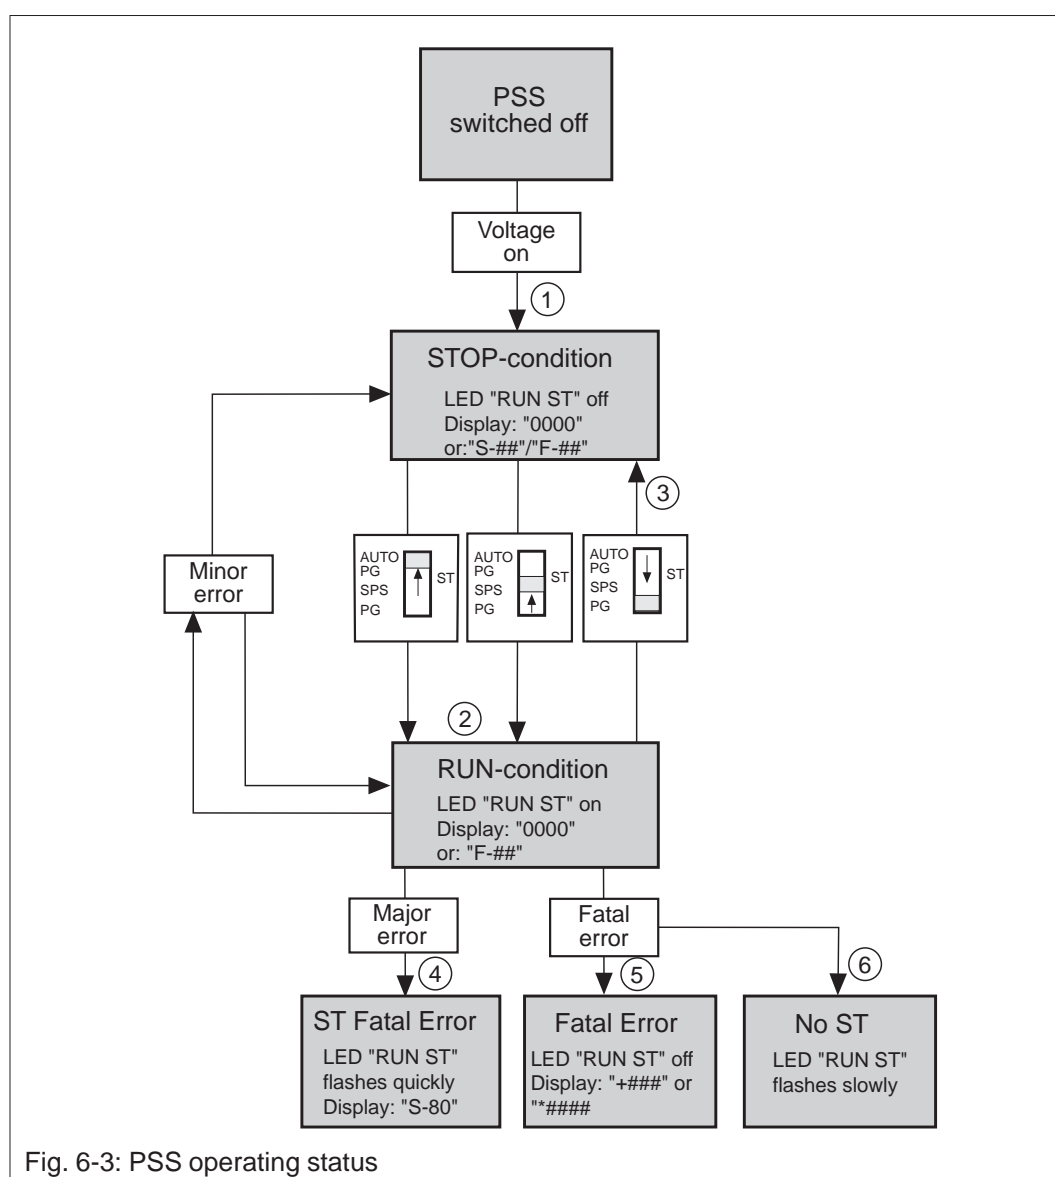 PSS
switched off
Voltage
on
1
STOP-condition
LED "RUN ST" off
Display: "0000"
or:"S-##"/"F-##"
3
Minor
error
AUTO
PG
SPS
PG
ST
AUTO
PG
SPS
PG
ST
AUTO
PG
SPS
PG
ST
2
RUN-condition
LED "RUN ST" on
Display: "0000"
or: "F-##"
Major
error
Fatal
error
4
5
6
ST Fatal Error
LED "RUN ST"
flashes quickly
Display: "S-80"
Fatal Error
LED "RUN ST" off
Display: "+###" or
"*####
No ST
LED "RUN ST"
flashes slowly
Fig. 6-3: PSS operating status